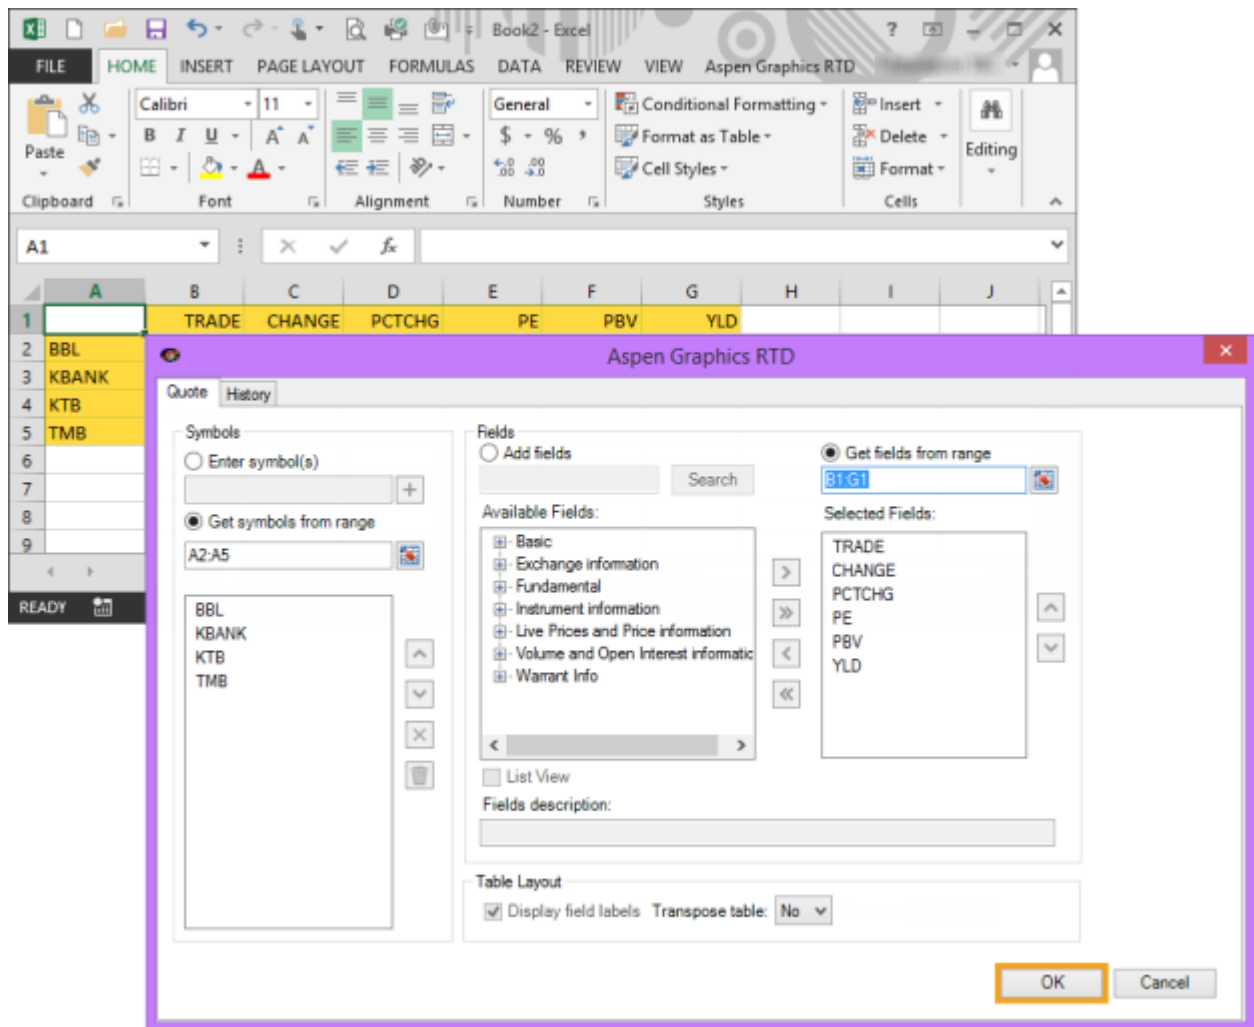 Book2 - Excel
FILE HOME INSERT PAGE LAYOUT FORMULAS DATA REVIEW VIEW Aspen Graphics RTD
Calibri 11 General Conditional Formatting Insert
B I U A A $ % , Format as Table Delete
Paste Editing
A .00 .00 Cell Styles Format
Clipboard Font Alignment Number Styles Cells
A1 fx
A B C D E F G H I J
1 TRADE CHANGE PCTCHG PE PBV YLD
2 BBL
3 KBANK
4 KTB
5 TMB
6
7
8
9
READY
Aspen Graphics RTD
Quote History
Symbols
Enter symbol(s)
Get symbols from range
A2:A5
BBL
KBANK
KTB
TMB
Fields
Add fields
Search
Get fields from range
B1:G1
Available Fields:
Basic
Exchange information
Fundamental
Instrument information
Live Prices and Price information
Volume and Open Interest informatic
Warrant Info
Selected Fields:
TRADE
CHANGE
PCTCHG
PE
PBV
YLD
List View
Fields description:
Table Layout
Display field labels Transpose table: No
OK Cancel